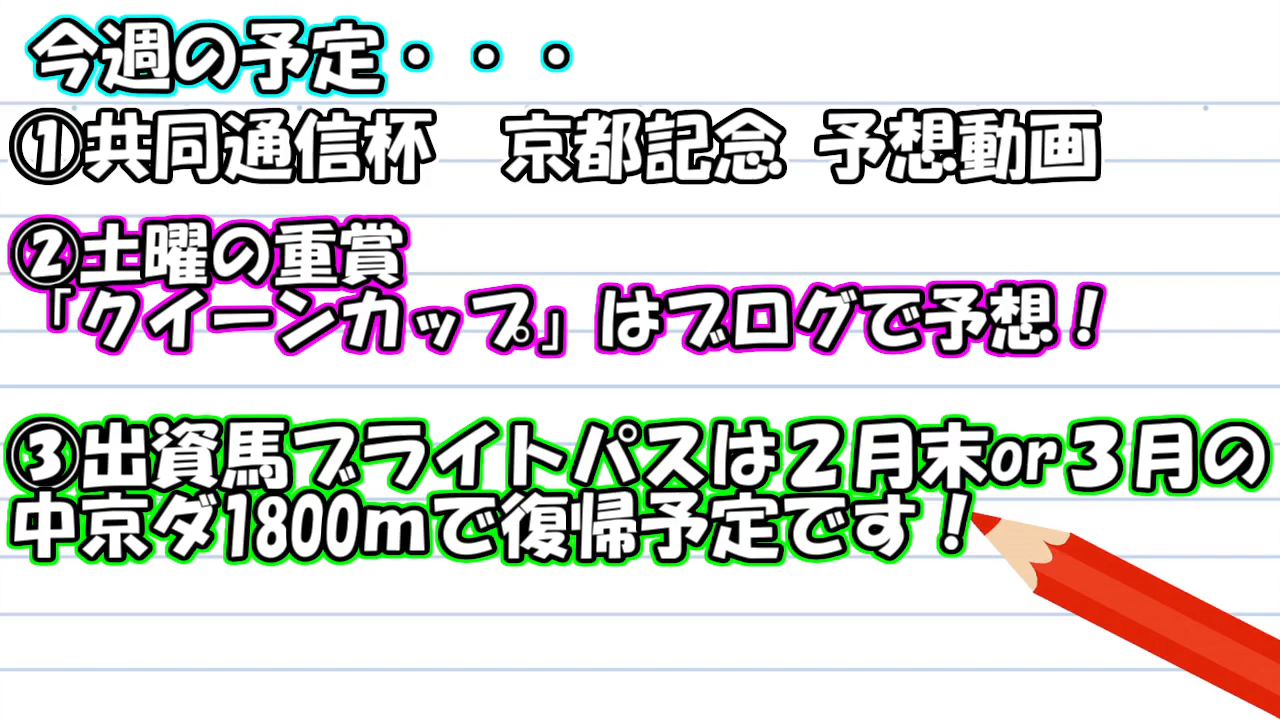 今週の予定・・・
①共同通信杯　京都記念 予想動画
②土曜の重賞
「クイーンカップ」はブログで予想！
③出資馬ブライトパスは２月末or３月の
中京ダ1800ｍで復帰予定です！